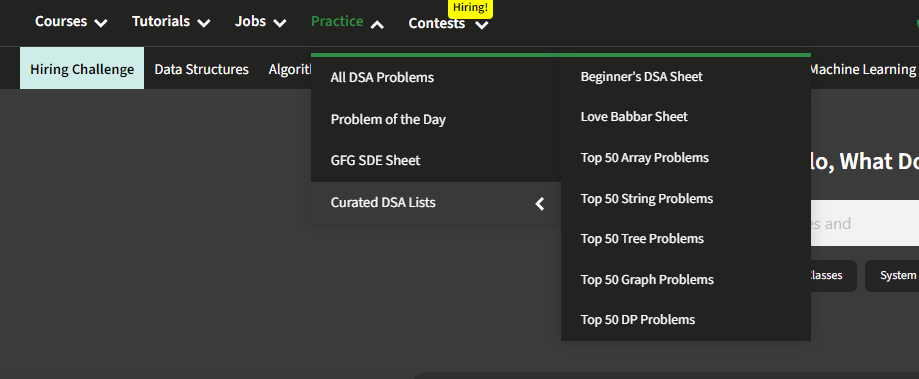 Hiring!
Courses Tutorials Jobs Practice Contests
Hiring Challenge Data Structures Algorit Machine Learning
All DSA Problems
Problem of the Day
GFG SDE Sheet
Curated DSA Lists
Beginner's DSA Sheet
Love Babbar Sheet
Top 50 Array Problems
Top 50 String Problems
Top 50 Tree Problems
Top 50 Graph Problems
Top 50 DP Problems
lo, What Do
es and
Classes System